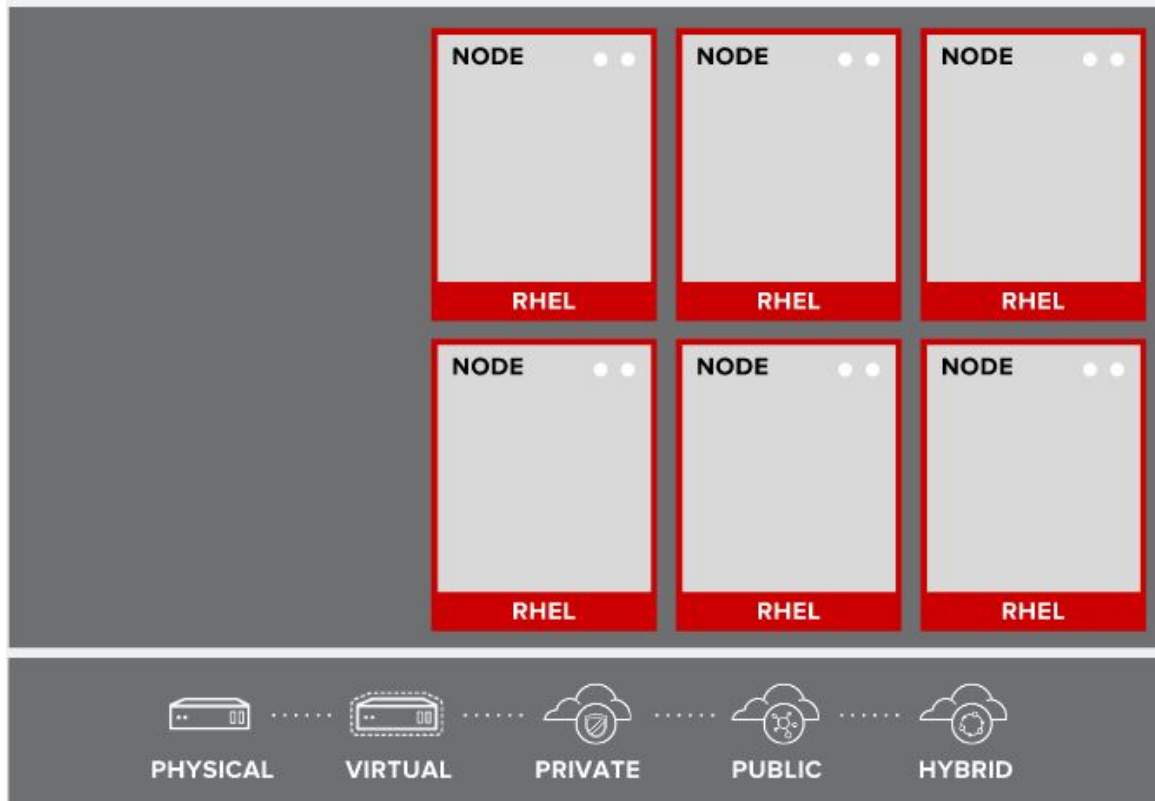 NODE NODE NODE
RHEL RHEL RHEL
NODE NODE NODE
RHEL RHEL RHEL
PHYSICAL VIRTUAL PRIVATE PUBLIC HYBRID